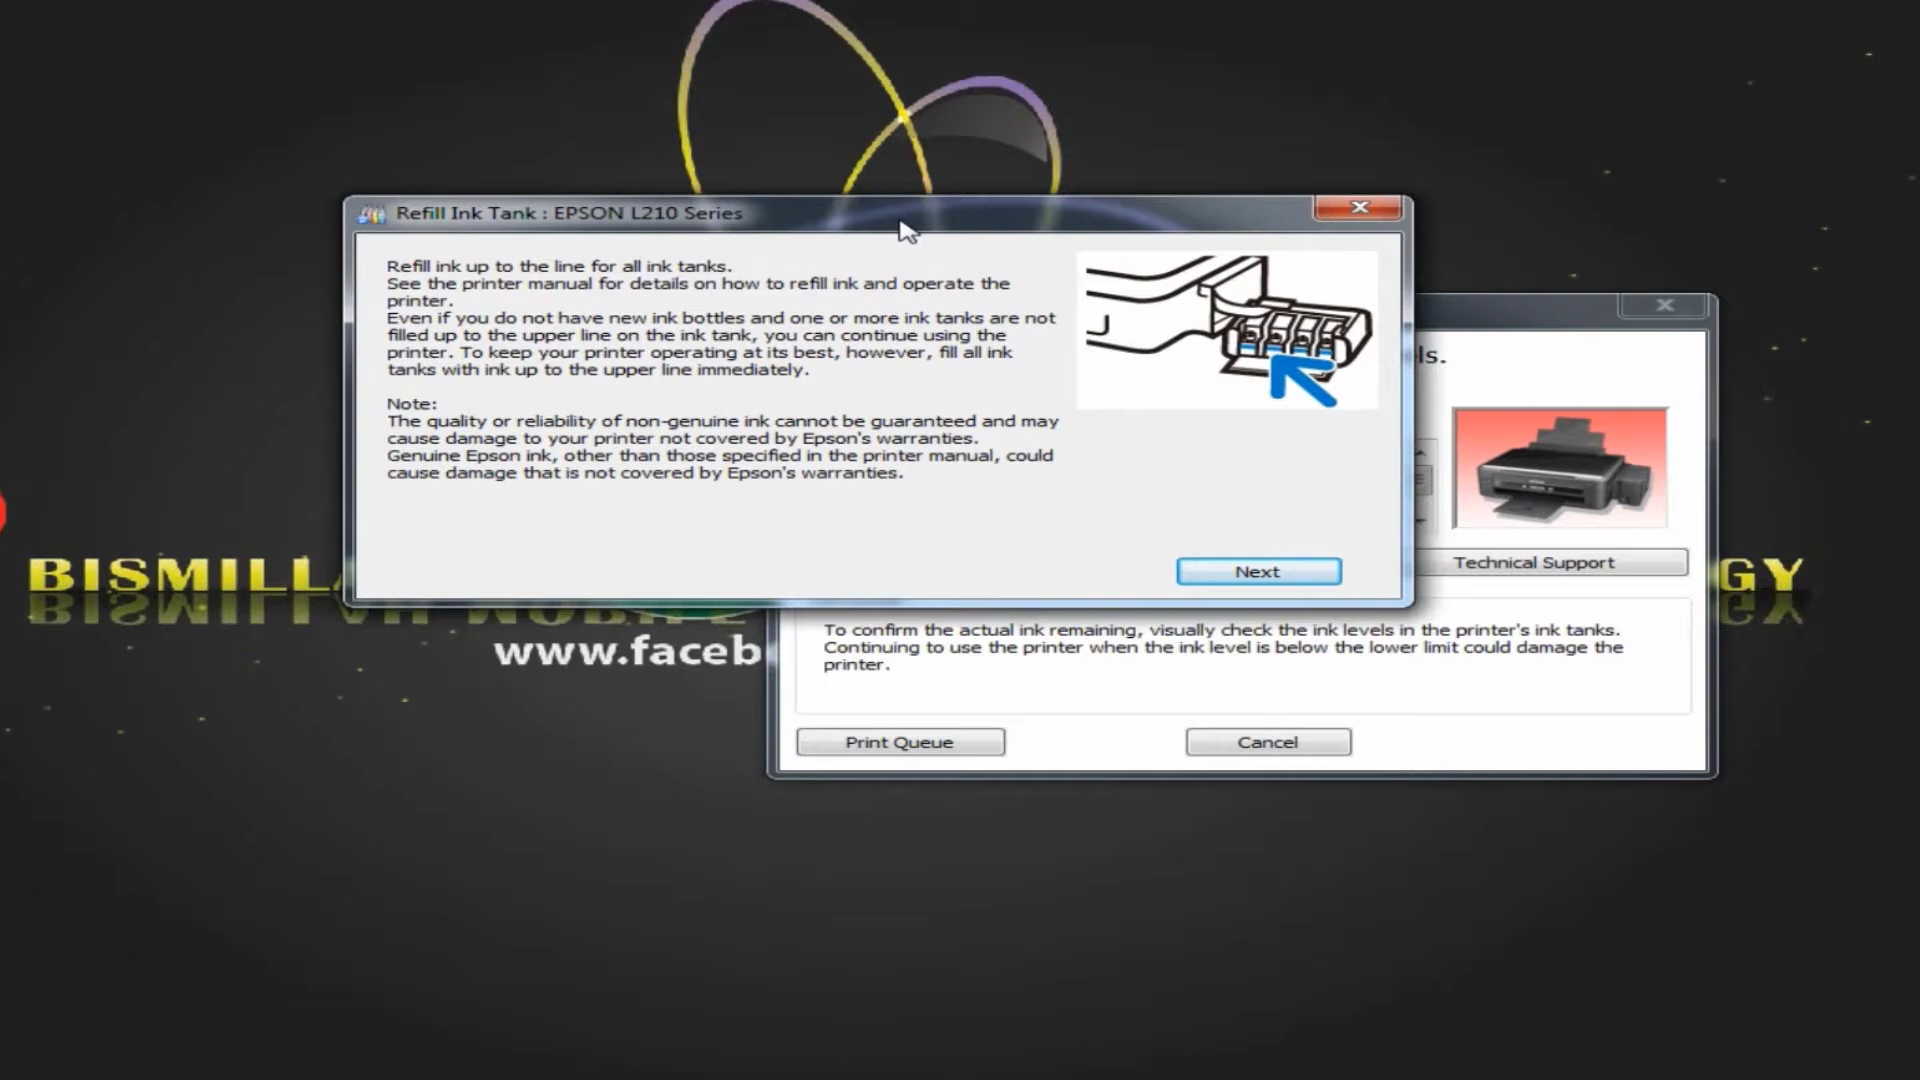 Refill Ink Tank : EPSON L210 Series
Refill ink up to the line for all ink tanks.
See the printer manual for details on how to refill ink and operate the
printer.
Even if you do not have new ink bottles and one or more ink tanks are not
filled up to the upper line on the ink tank, you can continue using the
printer. To keep your printer operating at its best, however, fill all ink
tanks with ink up to the upper line immediately.
Note:
The quality or reliability of non-genuine ink cannot be guaranteed and may
cause damage to your printer not covered by Epson's warranties.
Genuine Epson ink, other than those specified in the printer manual, could
cause damage that is not covered by Epson's warranties.
Next
ls.
Technical Support
BISMILL
GY
www.faceb
To confirm the actual ink remaining, visually check the ink levels in the printer's ink tanks.
Continuing to use the printer when the ink level is below the lower limit could damage the
printer.
Print Queue
Cancel